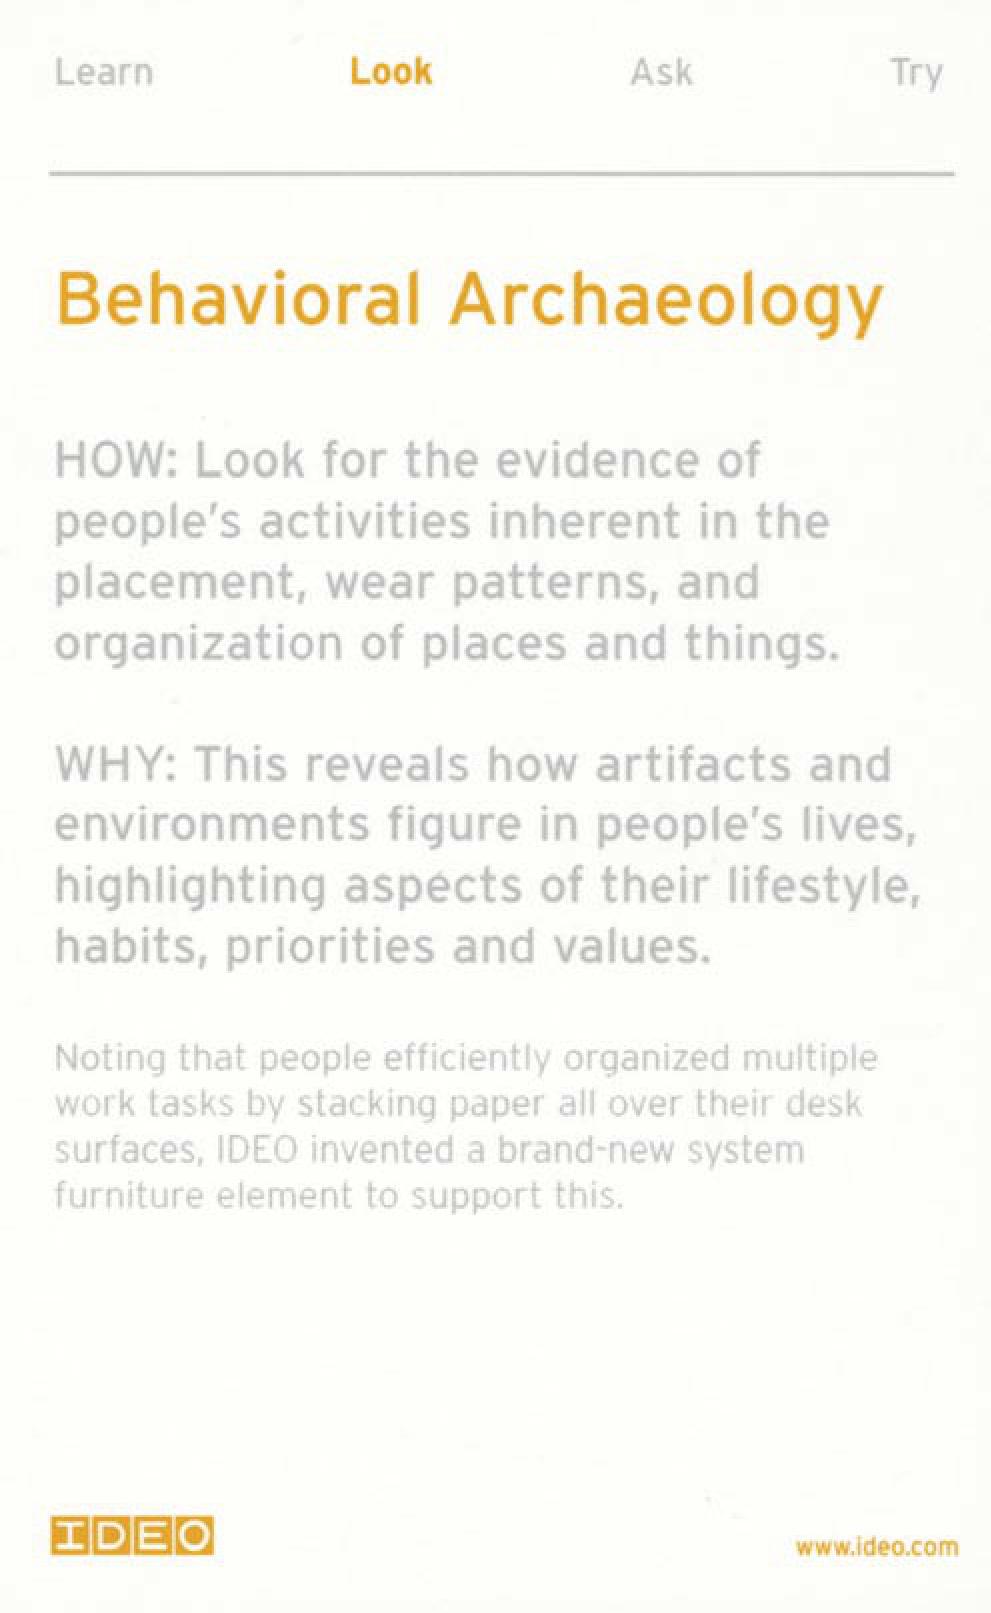 Learn Look Ask Try
Behavioral Archaeology
HOW: Look for the evidence of
people's activities inherent in the
placement, wear patterns, and
organization of places and things.
WHY: This reveals how artifacts and
environments figure in people's lives,
highlighting aspects of their lifestyle,
habits, priorities and values.
Noting that people efficiently organized multiple
work tasks by stacking paper all over their desk
surfaces, IDEO invented a brand-new system
furniture element to support this.
IDEO www.ideo.com